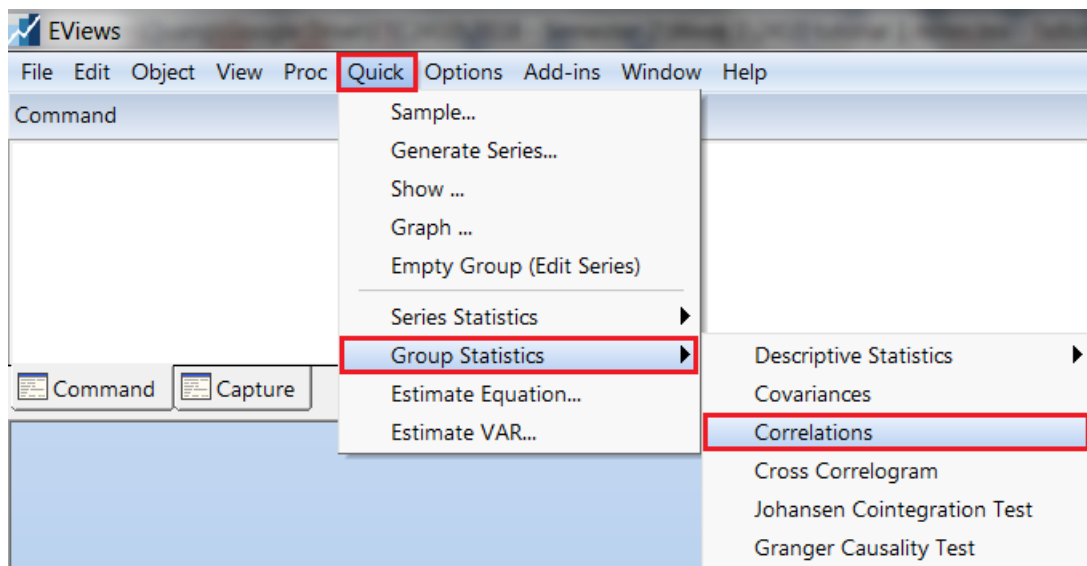 EViews
File Edit Object View Proc Quick Options Add-ins Window Help
Command
Sample...
Generate Series...
Show ...
Graph ...
Empty Group (Edit Series)
Series Statistics
Group Statistics
Estimate Equation...
Estimate VAR...
Descriptive Statistics
Covariances
Correlations
Cross Correlogram
Johansen Cointegration Test
Granger Causality Test
Command Capture